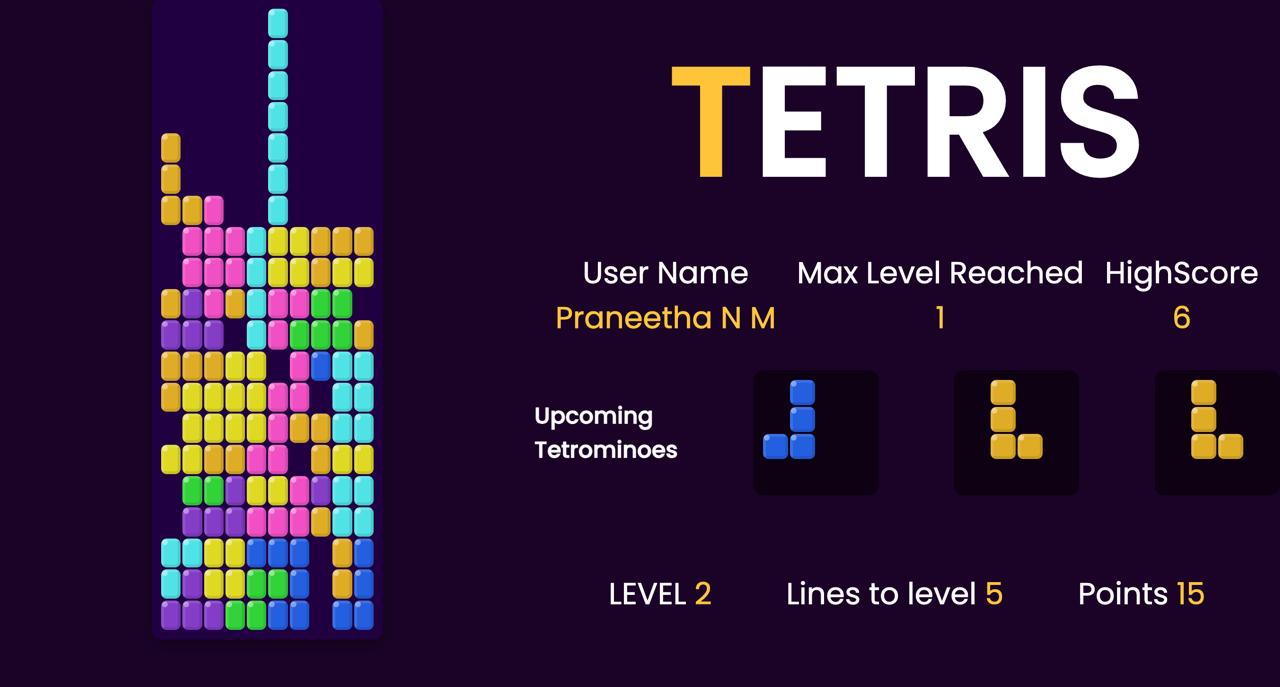 TETRIS
User Name Max Level Reached HighScore
Praneetha N M 1 6
Upcoming
Tetrominoes
LEVEL 2 Lines to level 5 Points 15